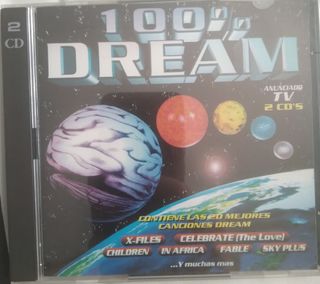 2
CD
100%
DREAM
ANUNCIADO
TV
2 CD'S
CONTIENE LAS 20 MEJORES
CANCIONES DREAM
X-FILES CELEBRATE (The Love)
CHILDREN IN AFRICA FABLE SKY PLUS
...Y muchas mas